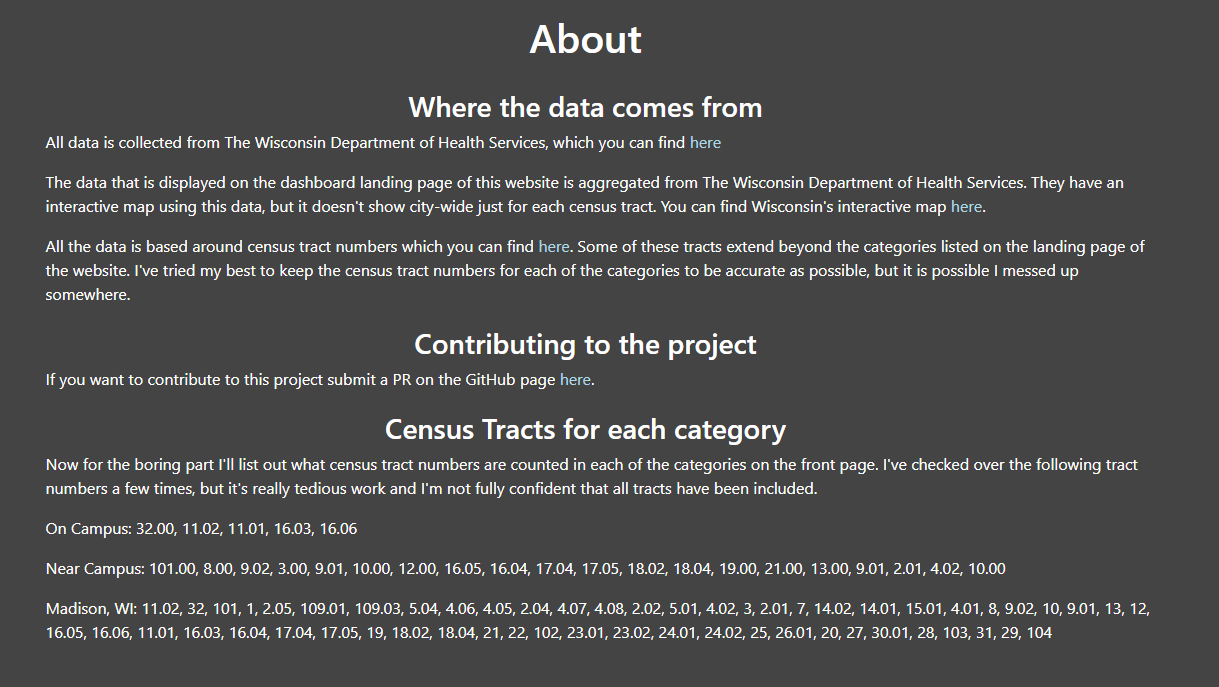 About
Where the data comes from
All data is collected from The Wisconsin Department of Health Services, which you can find here
The data that is displayed on the dashboard landing page of this website is aggregated from The Wisconsin Department of Health Services. They have an
interactive map using this data, but it doesn't show city-wide just for each census tract. You can find Wisconsin's interactive map here.
All the data is based around census tract numbers which you can find here. Some of these tracts extend beyond the categories listed on the landing page of
the website. I've tried my best to keep the census tract numbers for each of the categories to be accurate as possible, but it is possible I messed up
somewhere.
Contributing to the project
If you want to contribute to this project submit a PR on the GitHub page here.
Census Tracts for each category
Now for the boring part I'll list out what census tract numbers are counted in each of the categories on the front page. I've checked over the following tract
numbers a few times, but it's really tedious work and I'm not fully confident that all tracts have been included.
On Campus: 32.00, 11.02, 11.01, 16.03, 16.06
Near Campus: 101.00, 8.00, 9.02, 3.00, 9.01, 10.00, 12.00, 16.05, 16.04, 17.04, 17.05, 18.02, 18.04, 19.00, 21.00, 13.00, 9.01, 2.01, 4.02, 10.00
Madison, WI: 11.02, 32, 101, 1, 2.05, 109.01, 109.03, 5.04, 4.06, 4.05, 2.04, 4.07, 4.08, 2.02, 5.01, 4.02, 3, 2.01, 7, 14.02, 14.01, 15.01, 4.01, 8, 9.02, 10, 9.01, 13, 12,
16.05, 16.06, 11.01, 16.03, 16.04, 17.04, 17.05, 19, 18.02, 18.04, 21, 22, 102, 23.01, 23.02, 24.01, 24.02, 25, 26.01, 20, 27, 30.01, 28, 103, 31, 29, 104